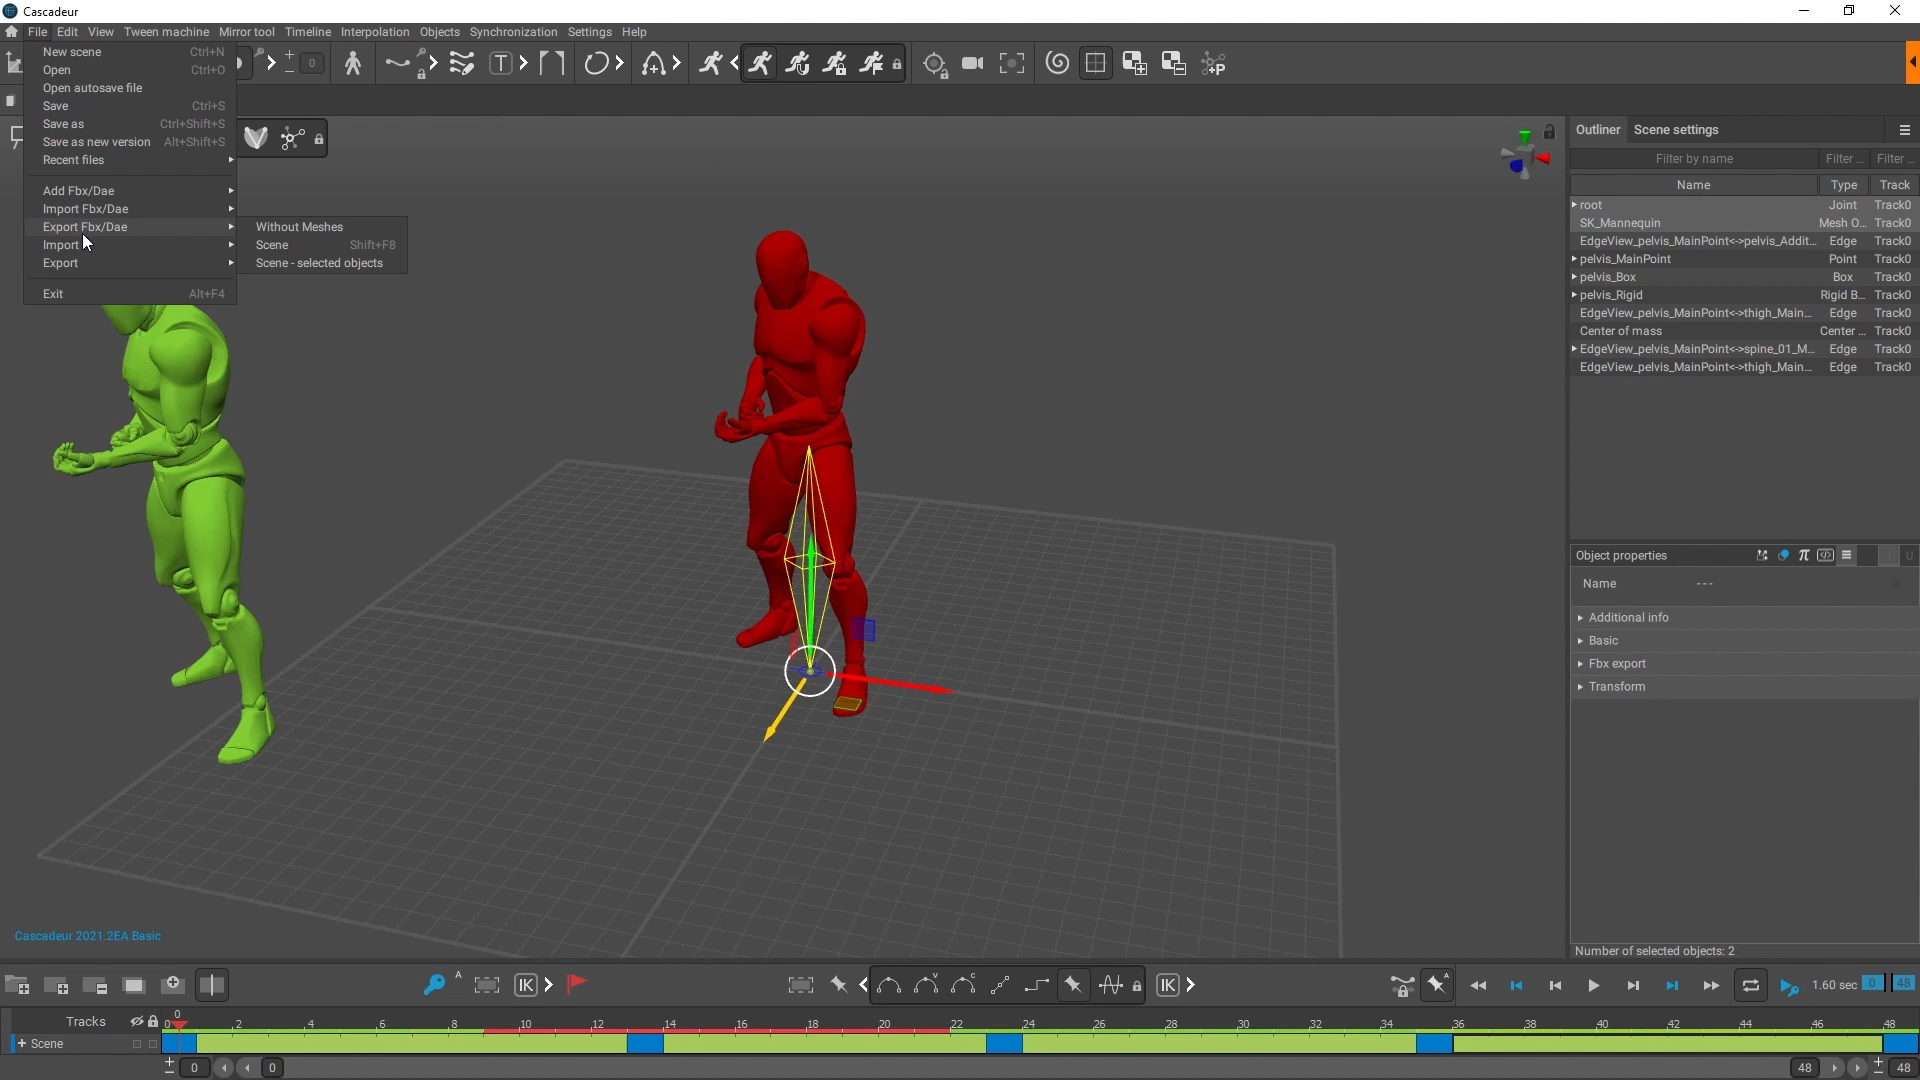 Cascadeur
File Edit View Tween machine Mirror tool Timeline Interpolation Objects Synchronization Settings Help
New scene Ctrl+N
Open Ctrl+O
Open autosave file
Save Ctrl+S
Save as Ctrl+Shift+S
Save as new version Alt+Shift+S
Recent files
Add Fbx/Dae
Import Fbx/Dae
Export Fbx/Dae
Import
Export
Exit Alt+F4
Without Meshes
Scene Shift+F8
Scene - selected objects
0
Outliner Scene settings
Filter by name Filter ... Filter ...
Name Type Track
root Joint Track0
SK_Mannequin Mesh O... Track0
EdgeView_pelvis_MainPoint<->pelvis_Addit... Edge Track0
pelvis_MainPoint Point Track0
pelvis_Box Box Track0
pelvis_Rigid Rigid B... Track0
EdgeView_pelvis_MainPoint<->thigh_Main... Edge Track0
Center of mass Center ... Track0
EdgeView_pelvis_MainPoint<->spine_01_M... Edge Track0
EdgeView_pelvis_MainPoint<->thigh_Main... Edge Track0
Object properties
Name ---
Additional info
Basic
Fbx export
Transform
Number of selected objects: 2
Cascadeur 2021.2EA Basic
1.60 sec 0 48
Tracks 0
0 2 4 6 8 10 12 14 16 18 20 22 24 26 28 30 32 34 36 38 40 42 44 46 48
+ Scene
0 0 48 48